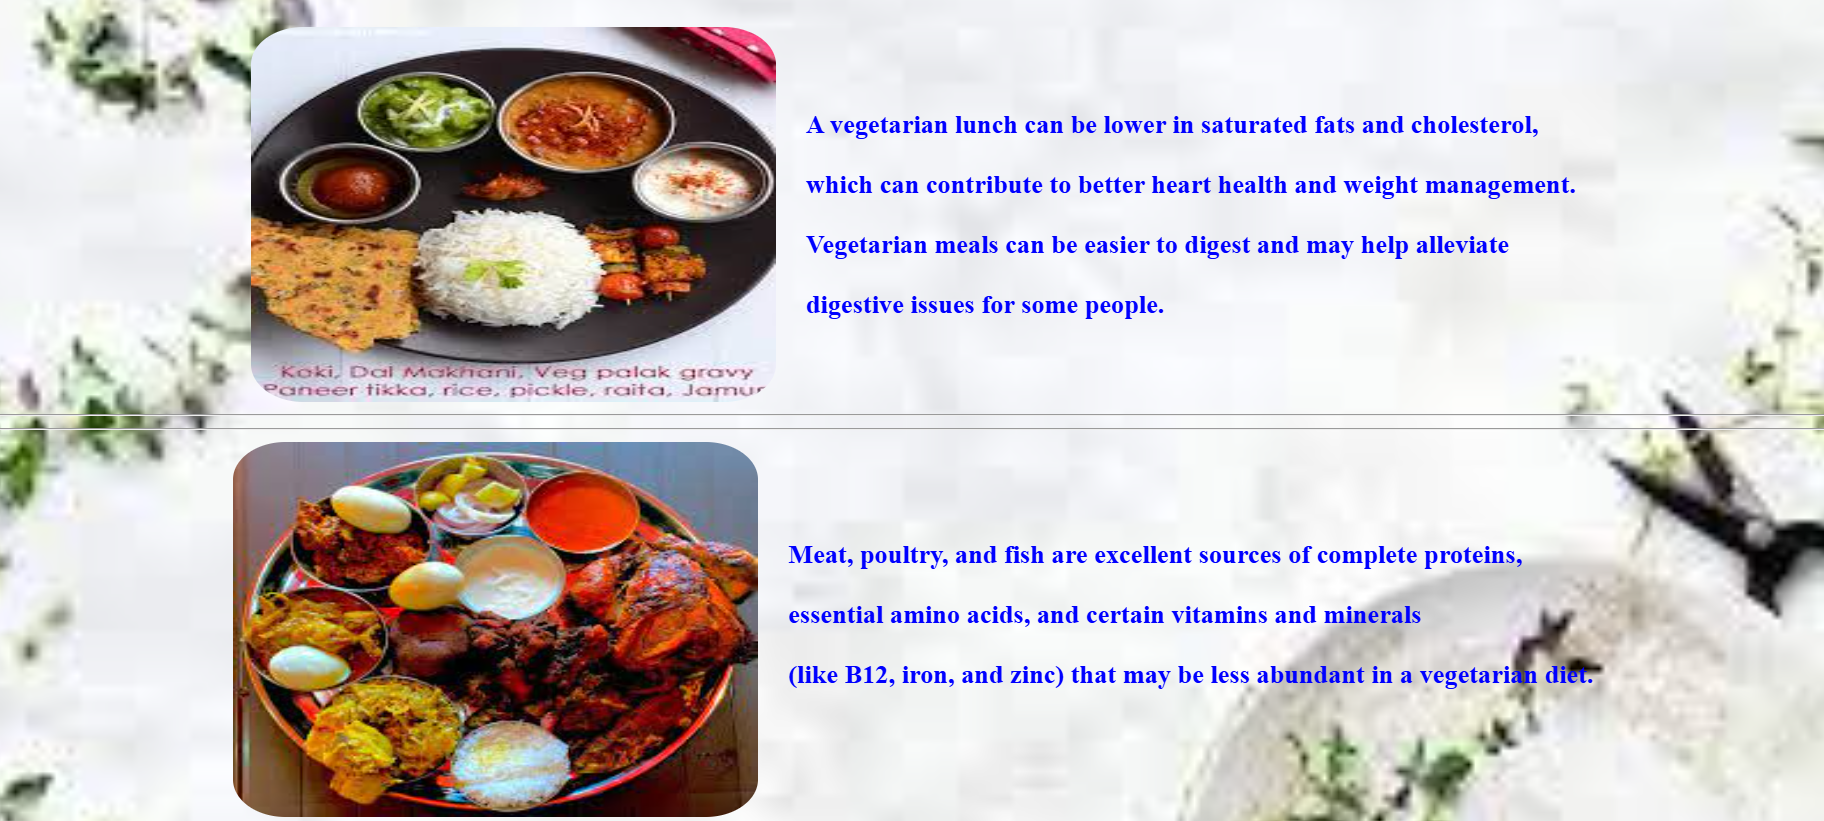 Koki, Dal Makhani, Veg palak gravy
Paneer tikka, rice, pickle, raita, Jamun
A vegetarian lunch can be lower in saturated fats and cholesterol,
which can contribute to better heart health and weight management.
Vegetarian meals can be easier to digest and may help alleviate
digestive issues for some people.
Meat, poultry, and fish are excellent sources of complete proteins,
essential amino acids, and certain vitamins and minerals
(like B12, iron, and zinc) that may be less abundant in a vegetarian diet.